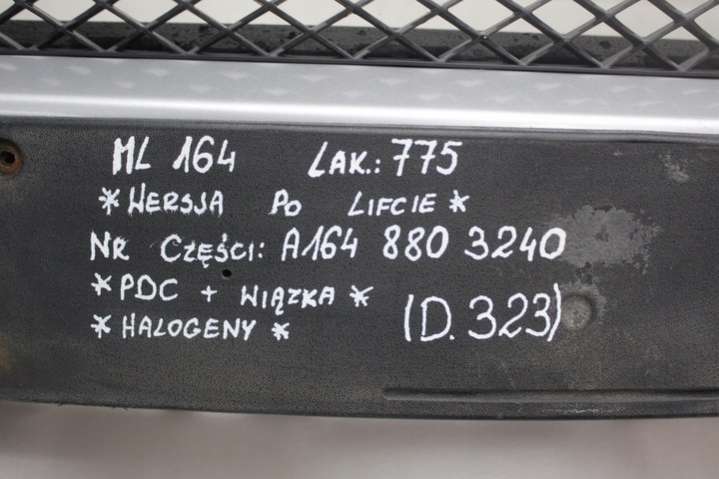 ML 164 LAK.: 775
*WERSJA PO LIFCIE*
NR CZĘŚCI: A164 880 3240
*PDC + WIĄZKA*
*HALOGENY* (D. 323)